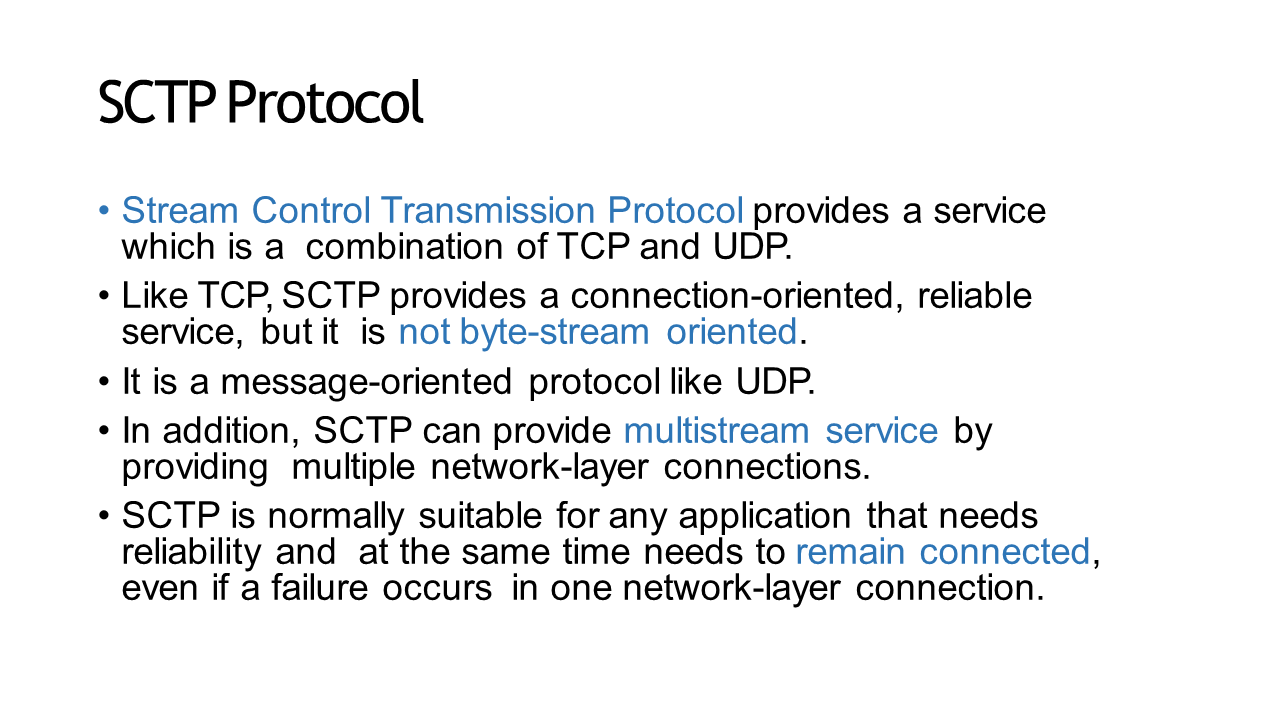 SCTP Protocol
• Stream Control Transmission Protocol provides a service
which is a combination of TCP and UDP.
• Like TCP, SCTP provides a connection-oriented, reliable
service, but it is not byte-stream oriented.
• It is a message-oriented protocol like UDP.
• In addition, SCTP can provide multistream service by
providing multiple network-layer connections.
• SCTP is normally suitable for any application that needs
reliability and at the same time needs to remain connected,
even if a failure occurs in one network-layer connection.